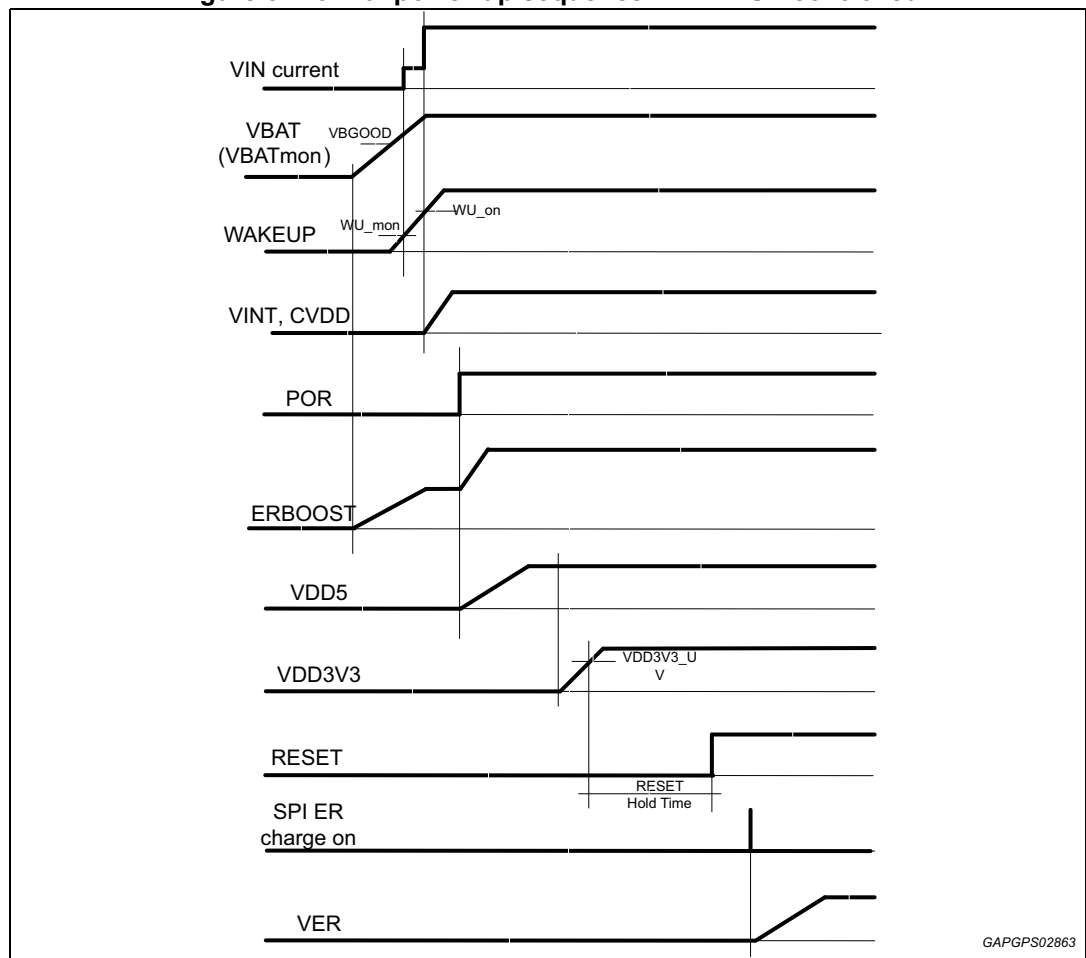 VIN current
VBAT
(VBATmon)
VBGOOD
WAKEUP
WU_mon
WU_on
VINT, CVDD
POR
ERBOOST
VDD5
VDD3V3
VDD3V3_U
V
RESET
RESET
Hold Time
SPI ER
charge on
VER
GAPGPS02863